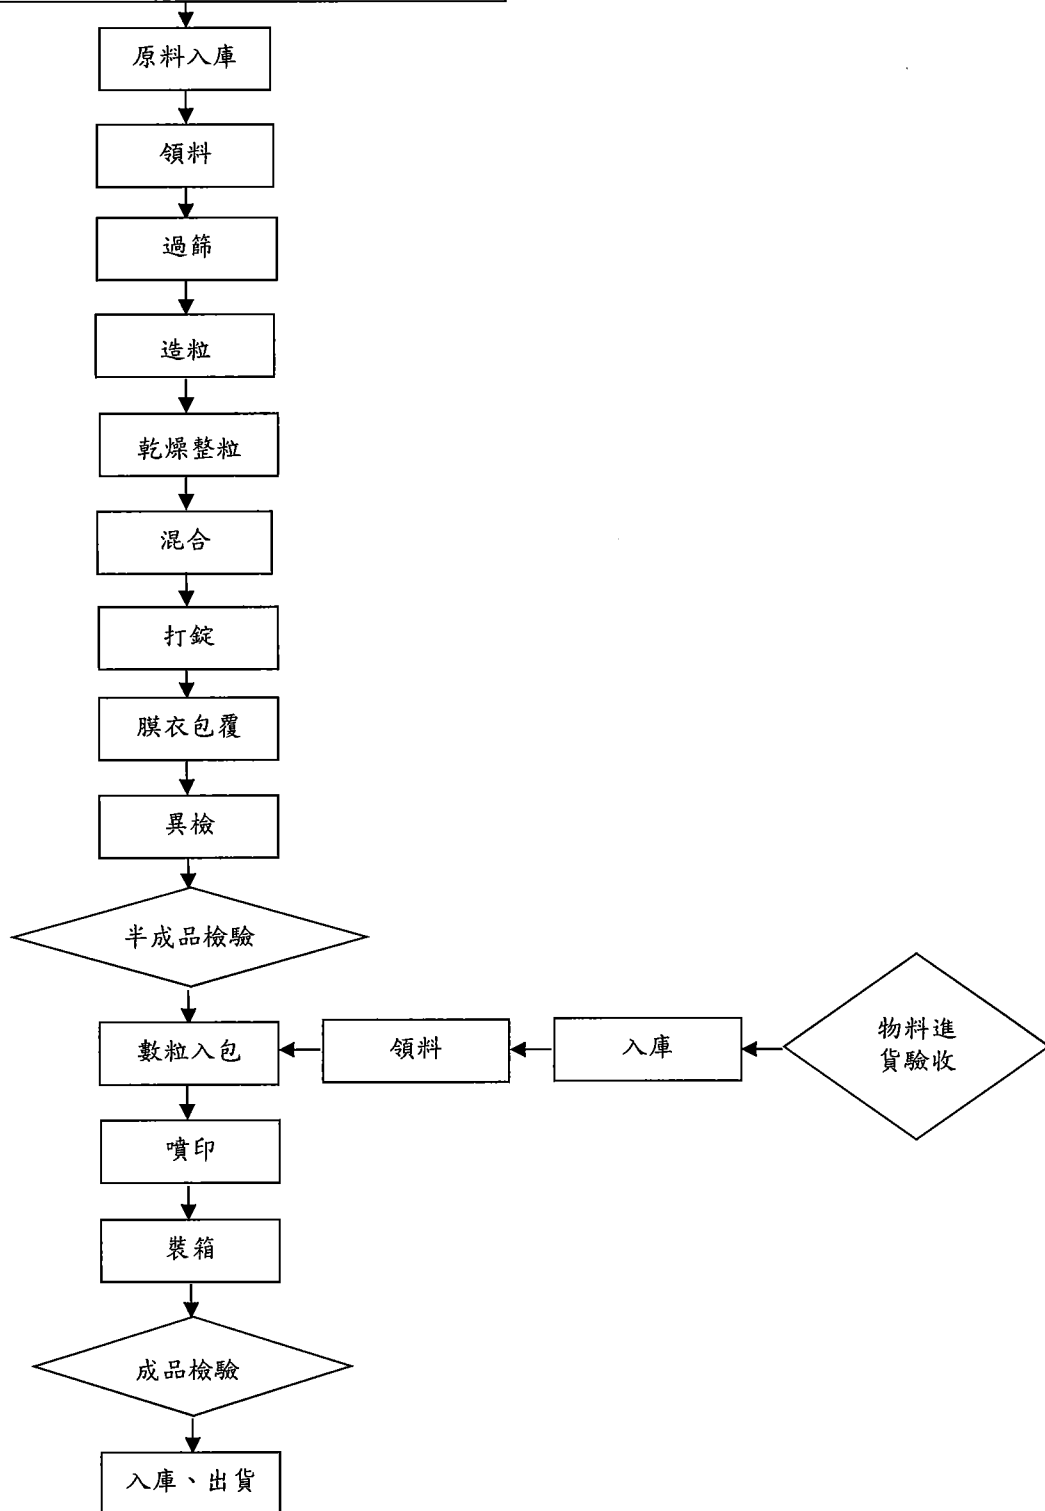 原料入庫
領料
過篩
造粒
乾燥整粒
混合
打錠
膜衣包覆
異檢
半成品檢驗
數粒入包
領料
入庫
物料進
貨驗收
噴印
裝箱
成品檢驗
入庫、出貨